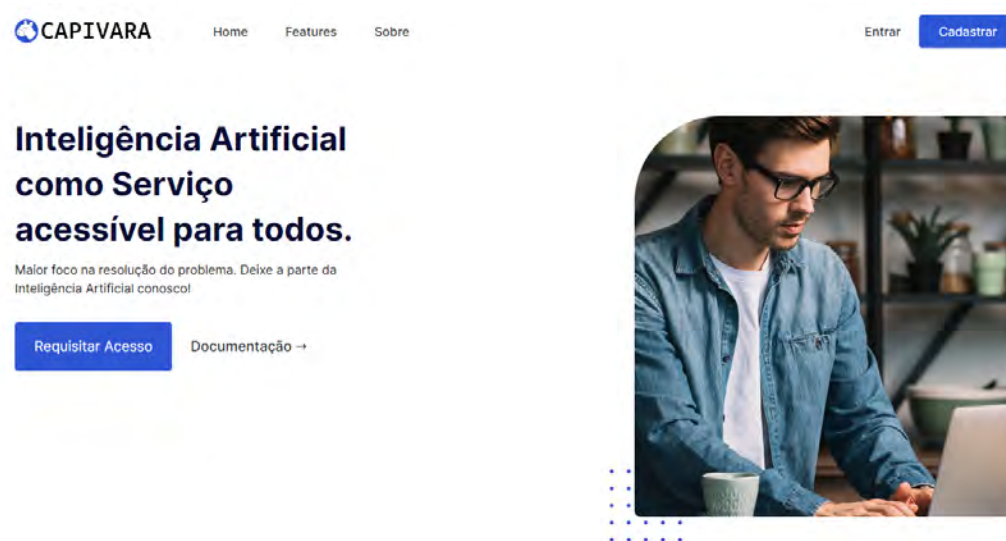 CAPIVARA
Home
Features
Sobre
Entrar
Cadastrar
Inteligência Artificial
como Serviço
acessível para todos.
Maior foco na resolução do problema. Deixe a parte da
Inteligência Artificial conosco!
Requisitar Acesso
Documentação →